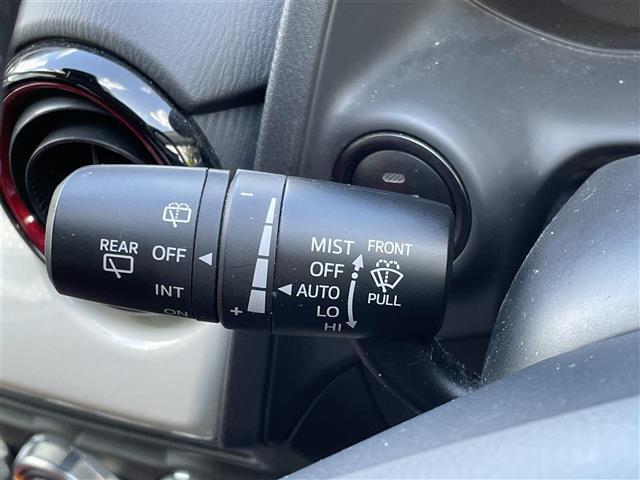 REAR
OFF
INT
ON
-
+
MIST
OFF
AUTO
LO
HI
FRONT
PULL